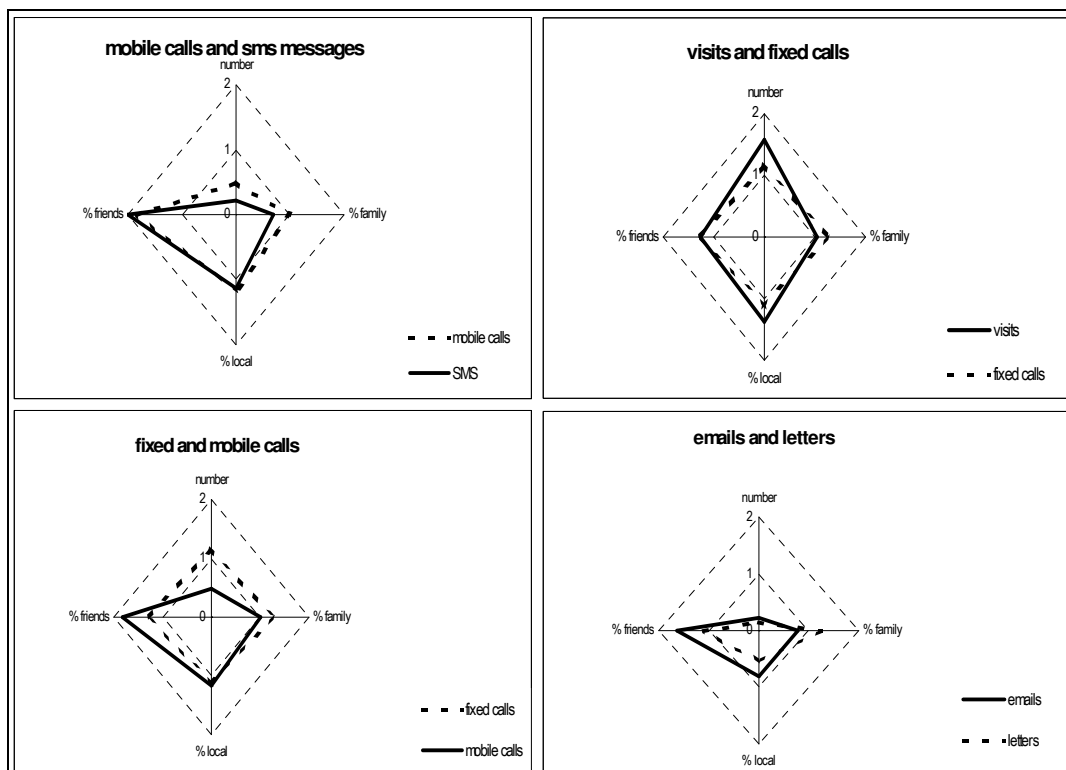 mobile calls and sms messages
number
2
1
% friends
0
% family
% local
mobile calls
SMS
visits and fixed calls
number
2
1
% friends
0
% family
% local
visits
fixed calls
fixed and mobile calls
number
2
1
% friends
0
% family
% local
fixed calls
mobile calls
emails and letters
number
2
1
% friends
0
% family
% local
emails
letters